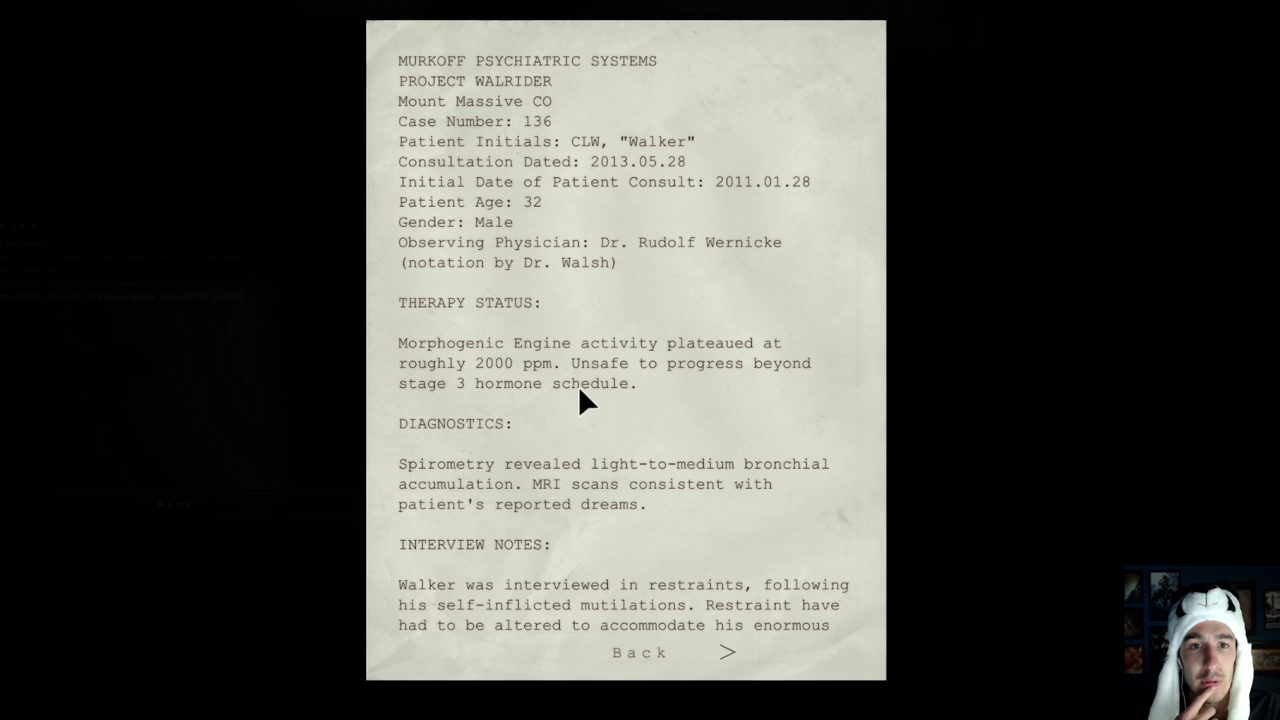 MURKOFF PSYCHIATRIC SYSTEMS
PROJECT WALRIDER
Mount Massive CO
Case Number: 136
Patient Initials: CLW, "Walker"
Consultation Dated: 2013.05.28
Initial Date of Patient Consult: 2011.01.28
Patient Age: 32
Gender: Male
Observing Physician: Dr. Rudolf Wernicke
(notation by Dr. Walsh)
THERAPY STATUS:
Morphogenic Engine activity plateaued at
roughly 2000 ppm. Unsafe to progress beyond
stage 3 hormone schedule.
DIAGNOSTICS:
Spirometry revealed light-to-medium bronchial
accumulation. MRI scans consistent with
patient's reported dreams.
INTERVIEW NOTES:
Walker was interviewed in restraints, following
his self-inflicted mutilations. Restraint have
had to be altered to accommodate his enormous
Back >